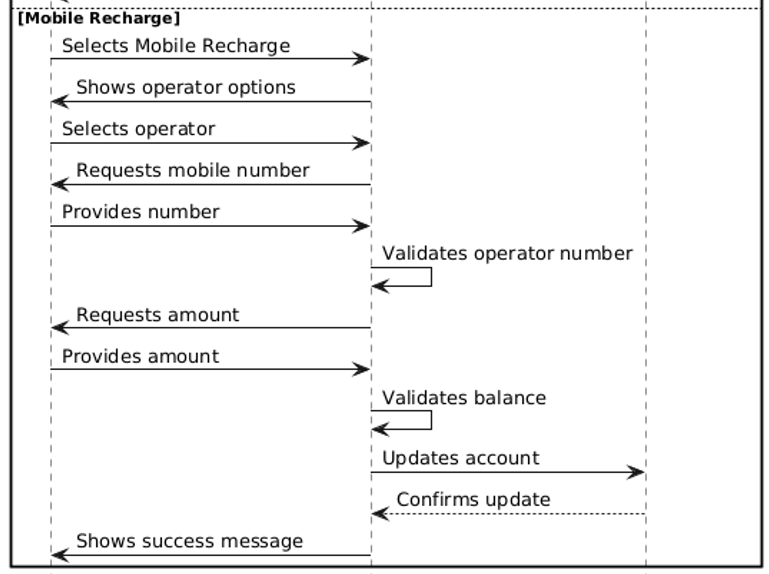 [Mobile Recharge]
Selects Mobile Recharge
Shows operator options
Selects operator
Requests mobile number
Provides number
Validates operator number
Requests amount
Provides amount
Validates balance
Updates account
Confirms update
Shows success message